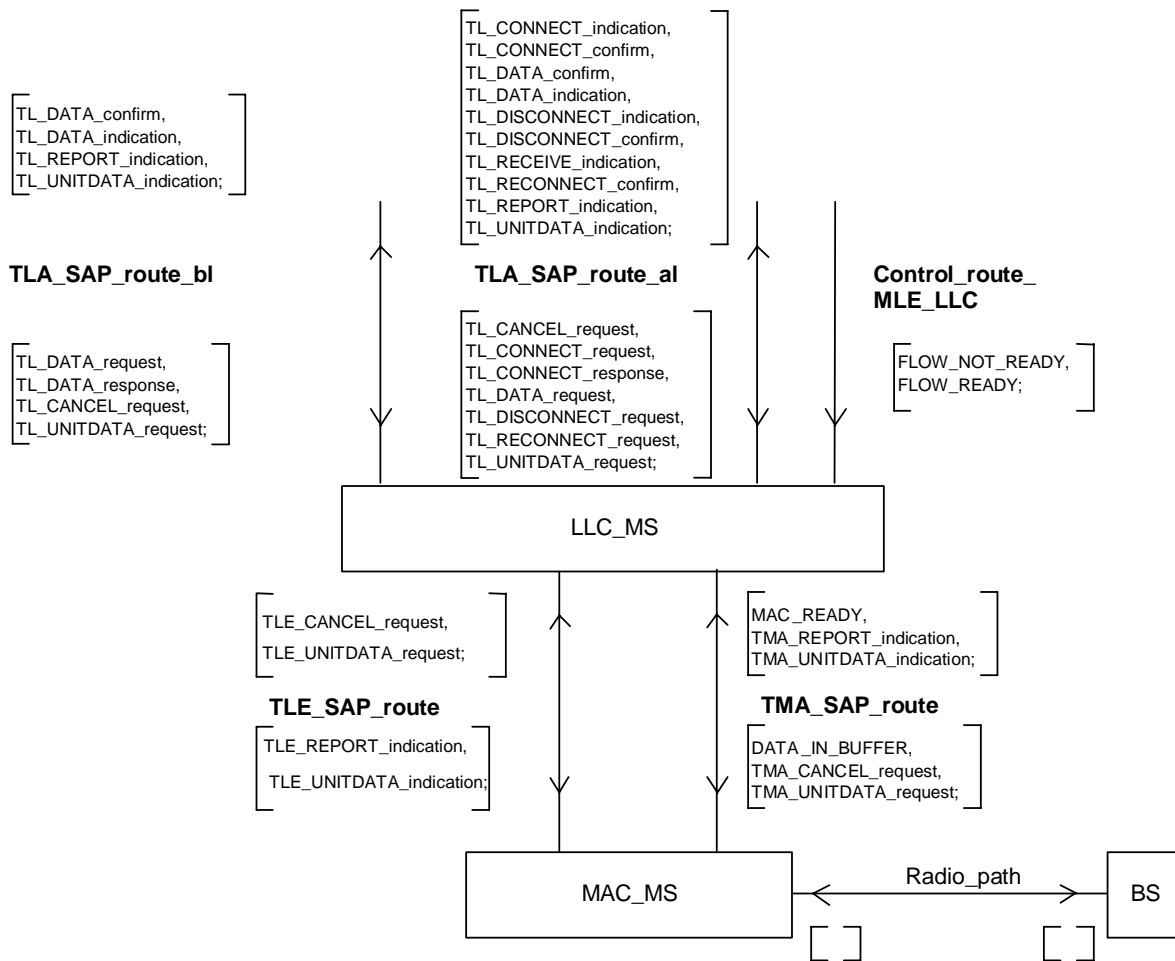 TL_CONNECT_indication,
TL_CONNECT_confirm,
TL_DATA_confirm,
TL_DATA_indication,
TL_DISCONNECT_indication,
TL_DISCONNECT_confirm,
TL_RECEIVE_indication,
TL_RECONNECT_confirm,
TL_REPORT_indication,
TL_UNITDATA_indication;
TL_DATA_confirm,
TL_DATA_indication,
TL_REPORT_indication,
TL_UNITDATA_indication;
TLA_SAP_route_bl
TLA_SAP_route_al
Control_route_
MLE_LLC
TL_DATA_request,
TL_DATA_response,
TL_CANCEL_request,
TL_UNITDATA_request;
TL_CANCEL_request,
TL_CONNECT_request,
TL_CONNECT_response,
TL_DATA_request,
TL_DISCONNECT_request,
TL_RECONNECT_request,
TL_UNITDATA_request;
FLOW_NOT_READY,
FLOW_READY;
LLC_MS
TLE_CANCEL_request,
TLE_UNITDATA_request;
MAC_READY,
TMA_REPORT_indication,
TMA_UNITDATA_indication;
TLE_SAP_route
TMA_SAP_route
TLE_REPORT_indication,
TLE_UNITDATA_indication;
DATA_IN_BUFFER,
TMA_CANCEL_request,
TMA_UNITDATA_request;
MAC_MS
Radio_path
BS